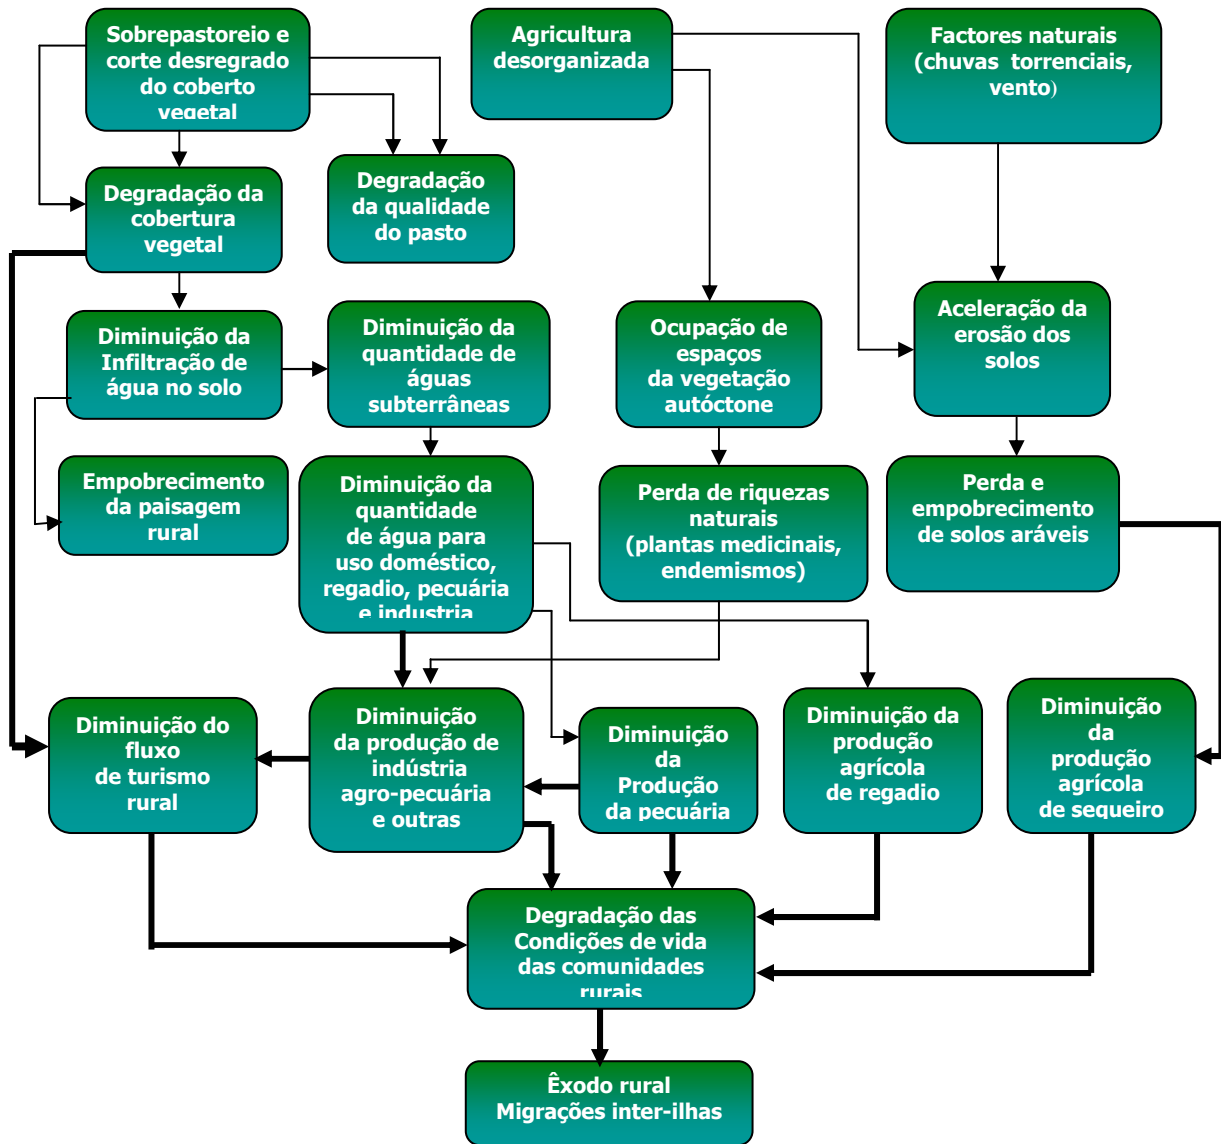 Sobrepastoreio e
corte desregrado
do coberto
vegetal
Agricultura
desorganizada
Factores naturais
(chuvas torrenciais,
vento)
Degradação da
cobertura
vegetal
Degradação
da qualidade
do pasto
Diminuição da
Infiltração de
água no solo
Diminuição da
quantidade de
águas
subterrâneas
Ocupação de
espaços
da vegetação
autóctone
Aceleração da
erosão dos
solos
Empobrecimento
da paisagem
rural
Diminuição da
quantidade
de água para
uso doméstico,
regadio, pecuária
e industria
Perda de riquezas
naturais
(plantas medicinais,
endemismos)
Perda e
empobrecimento
de solos aráveis
Diminuição do
fluxo
de turismo
rural
Diminuição
da produção de
indústria
agro-pecuária
e outras
Diminuição
da
Produção
da pecuária
Diminuição da
produção
agrícola
de regadio
Diminuição
da
produção
agrícola
de sequeiro
Degradação das
Condições de vida
das comunidades
rurais
Êxodo rural
Migrações inter-ilhas